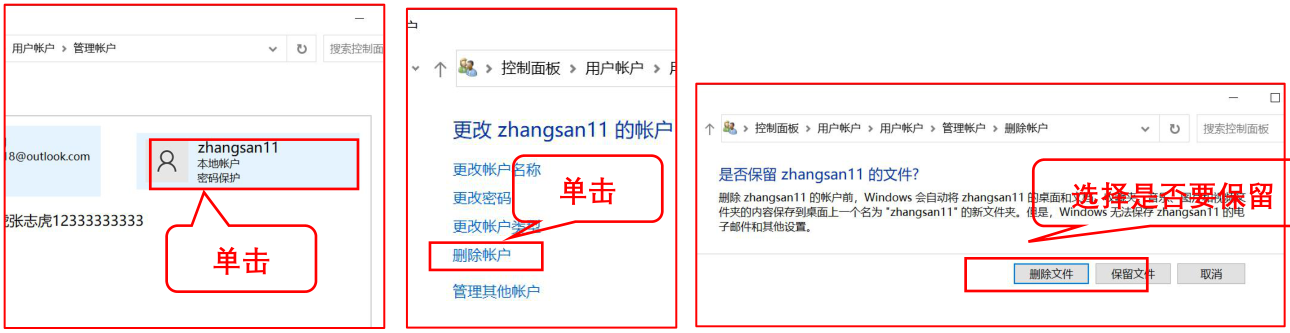 用户帐户 > 管理帐户
搜索控制面
18@outlook.com
zhangsan11
本地帐户
密码保护
张志虎12333333333
单击
控制面板 > 用户帐户 >
更改 zhangsan11 的帐户
更改帐户名称
更改密码
更改帐户类型
删除帐户
管理其他帐户
单击
控制面板 > 用户帐户 > 用户帐户 > 管理帐户 > 删除帐户
搜索控制面板
是否保留 zhangsan11 的文件?
删除 zhangsan11 的帐户前，Windows 会自动将 zhangsan11 的桌面和文
件夹的内容保存到桌面上一个名为 "zhangsan11" 的新文件夹。但是，Windows 无法保存 zhangsan11 的电
子邮件和其他设置。
选择是否要保留
删除文件
保留文件
取消